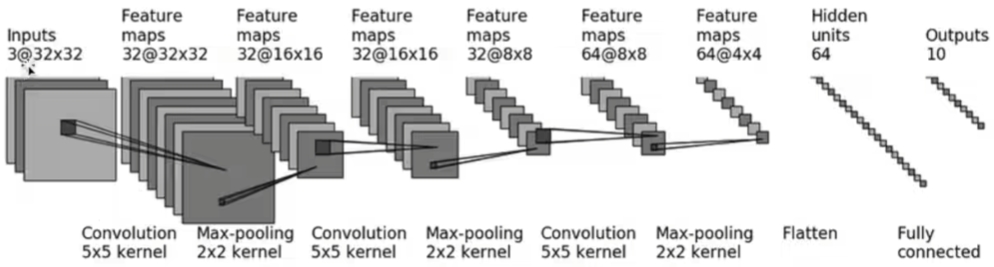 Inputs
3@32x32
Feature
maps
32@32x32
Feature
maps
32@16x16
Feature
maps
32@16x16
Feature
maps
32@8x8
Feature
maps
64@8x8
Feature
maps
64@4x4
Hidden
units
64
Outputs
10
Convolution
5x5 kernel
Max-pooling
2x2 kernel
Convolution
5x5 kernel
Max-pooling
2x2 kernel
Convolution
5x5 kernel
Max-pooling
2x2 kernel
Flatten
Fully
connected